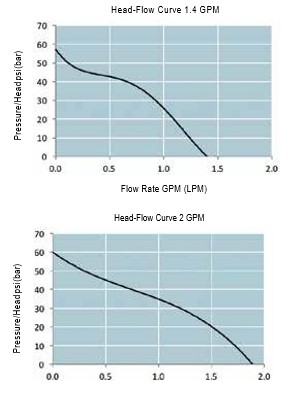 Head-Flow Curve 1.4 GPM
Pressure/Headpsi(bar)
70
60
50
40
30
20
10
0
0.0 0.5 1.0 1.5 2.0
Flow Rate GPM (LPM)
Head-Flow Curve 2 GPM
Pressure/Headpsi(bar)
70
60
50
40
30
20
10
0
0.0 0.5 1.0 1.5 2.0